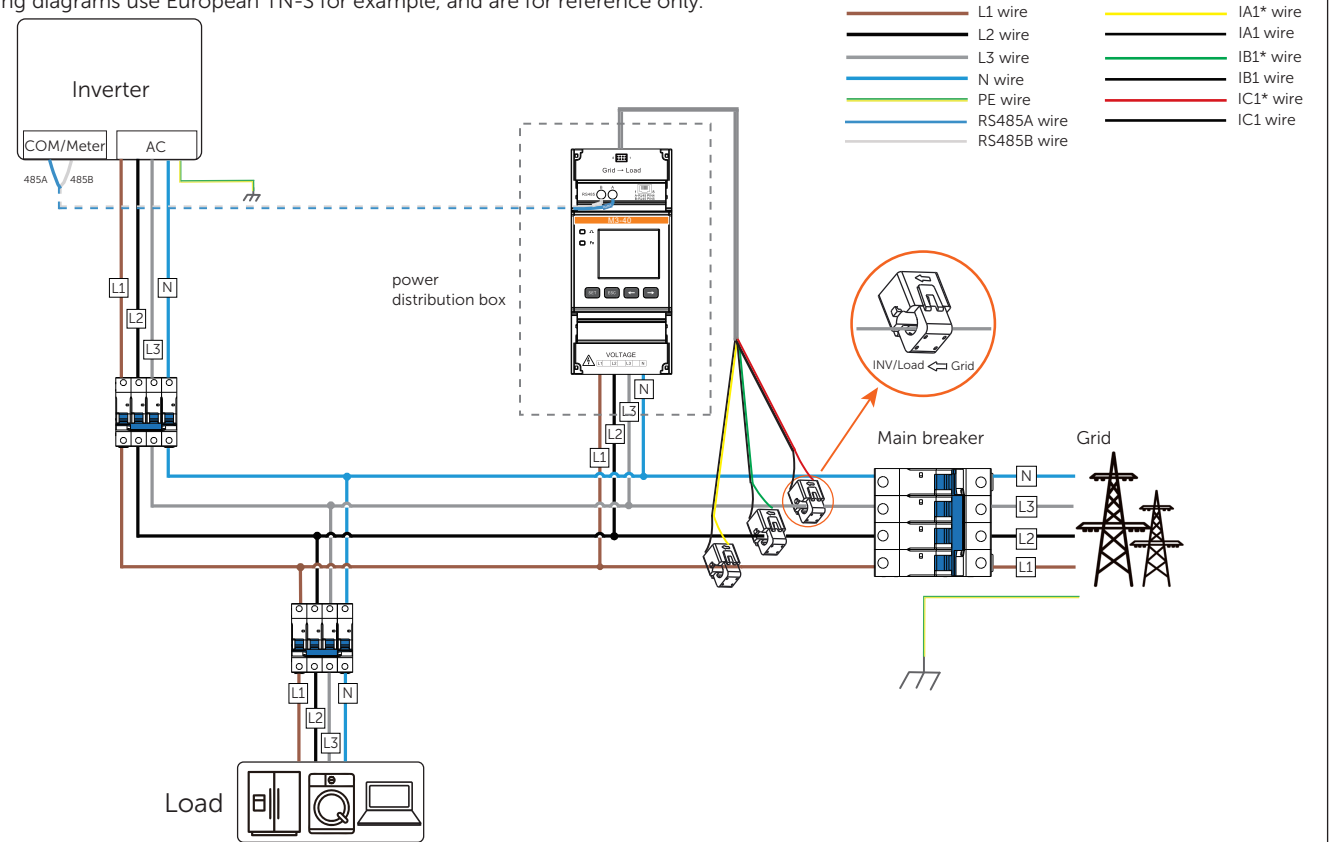 ng diagrams use European TN-S for example, and are for reference only.
L1 wire
L2 wire
L3 wire
N wire
PE wire
RS485A wire
RS485B wire
IA1* wire
IA1 wire
IB1* wire
IB1 wire
IC1* wire
IC1 wire
Inverter
COM/Meter
AC
485A
485B
Grid → Load
RS485
B A
M3-40
SET
ESC
VOLTAGE
L1 L2 L3 N
power
distribution box
L1
N
L2
L3
N
L3
L2
L1
INV/Load ⇦ Grid
Main breaker
Grid
N
L3
L2
L1
L1
N
L2
L3
Load